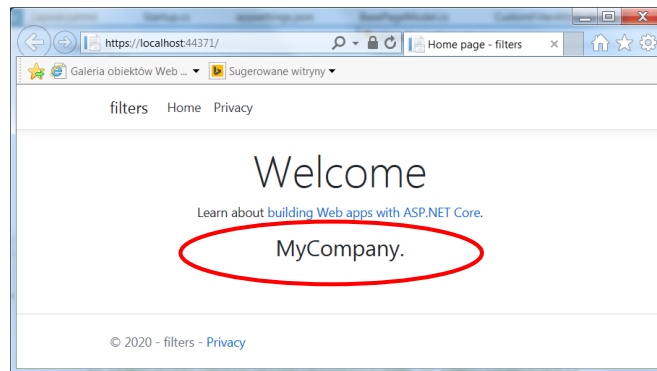 https://localhost:44371/
Home page - filters
Galeria obiektów Web ...
Sugerowane witryny
filters Home Privacy
Welcome
Learn about building Web apps with ASP.NET Core.
MyCompany.
© 2020 - filters - Privacy